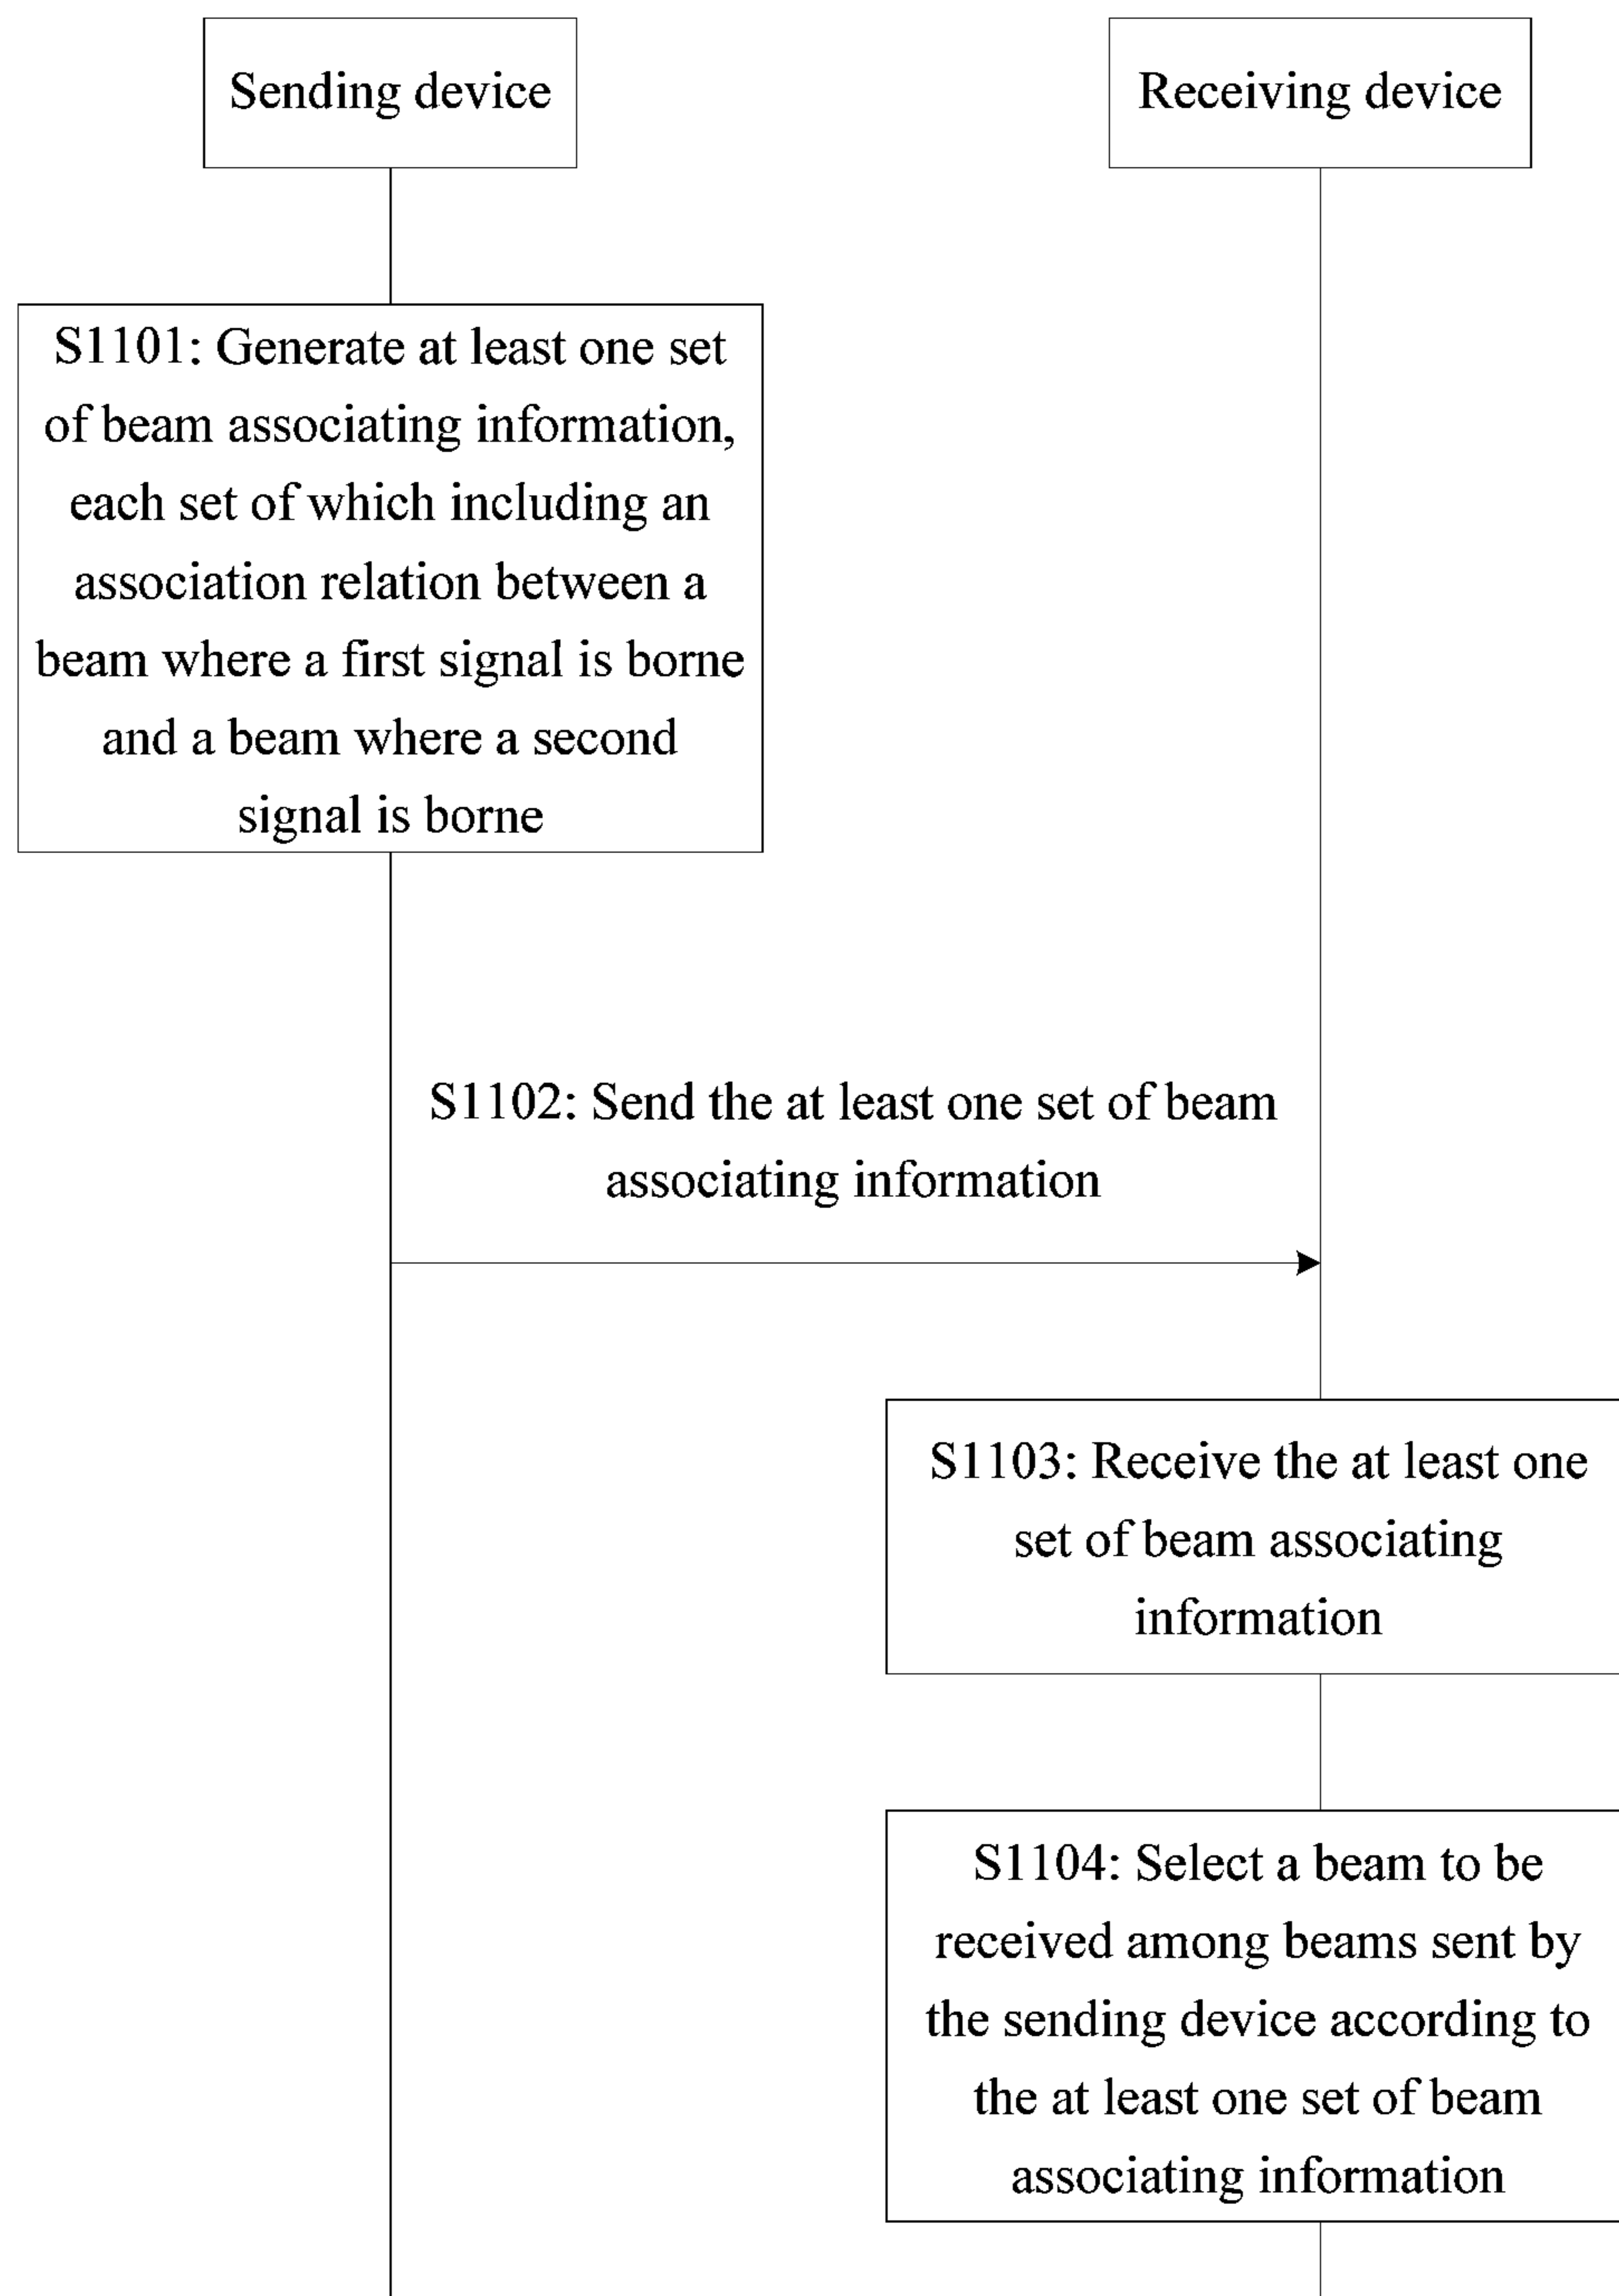 Sending device
Receiving device
S1101: Generate at least one set
of beam associating information,
each set of which including an
association relation between a
beam where a first signal is borne
and a beam where a second
signal is borne
S1102: Send the at least one set of beam
associating information
S1103: Receive the at least one
set of beam associating
information
S1104: Select a beam to be
received among beams sent by
the sending device according to
the at least one set of beam
associating information